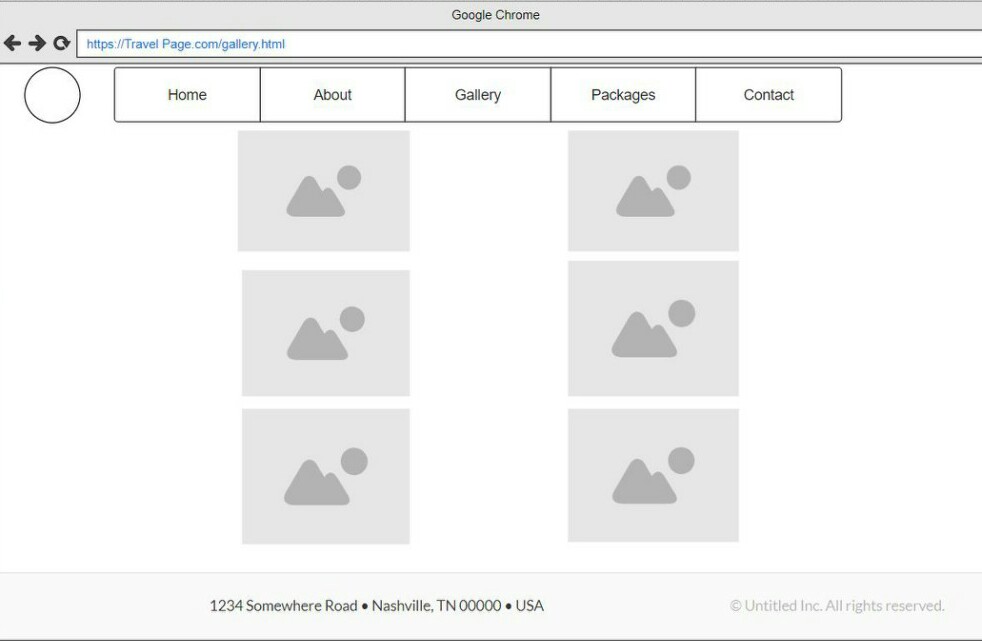 Google Chrome
https://Travel Page.com/gallery.html
Home About Gallery Packages Contact
1234 Somewhere Road • Nashville, TN 00000 • USA © Untitled Inc. All rights reserved.